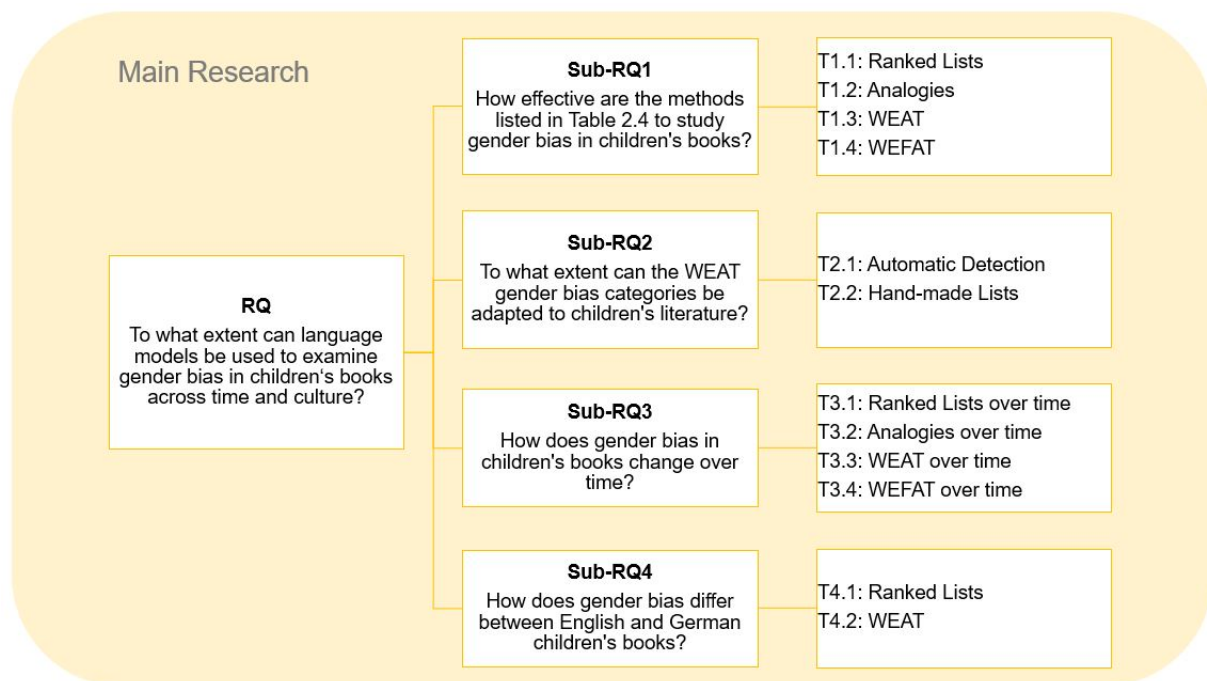 Main Research
RQ
To what extent can language
models be used to examine
gender bias in children‘s books
across time and culture?
Sub-RQ1
How effective are the methods
listed in Table 2.4 to study
gender bias in children's books?
T1.1: Ranked Lists
T1.2: Analogies
T1.3: WEAT
T1.4: WEFAT
Sub-RQ2
To what extent can the WEAT
gender bias categories be
adapted to children's literature?
T2.1: Automatic Detection
T2.2: Hand-made Lists
Sub-RQ3
How does gender bias in
children's books change over
time?
T3.1: Ranked Lists over time
T3.2: Analogies over time
T3.3: WEAT over time
T3.4: WEFAT over time
Sub-RQ4
How does gender bias differ
between English and German
children's books?
T4.1: Ranked Lists
T4.2: WEAT